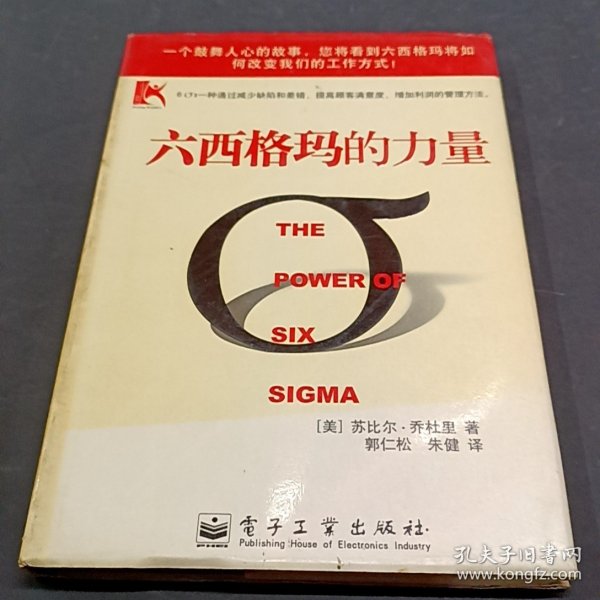 一个鼓舞人心的故事。您将看到六西格玛将如
何改变我们的工作方式！
一种通过减少缺陷和差错、提高顾客满意度、增加利润的管理方法。
六西格玛的力量
THE
POWER OF
SIX
SIGMA
[美] 苏比尔·乔杜里 著
郭仁松 朱健 译
電子工業出版社
Publishing House of Electronics Industry
孔夫子旧書网
www.kongfz.com